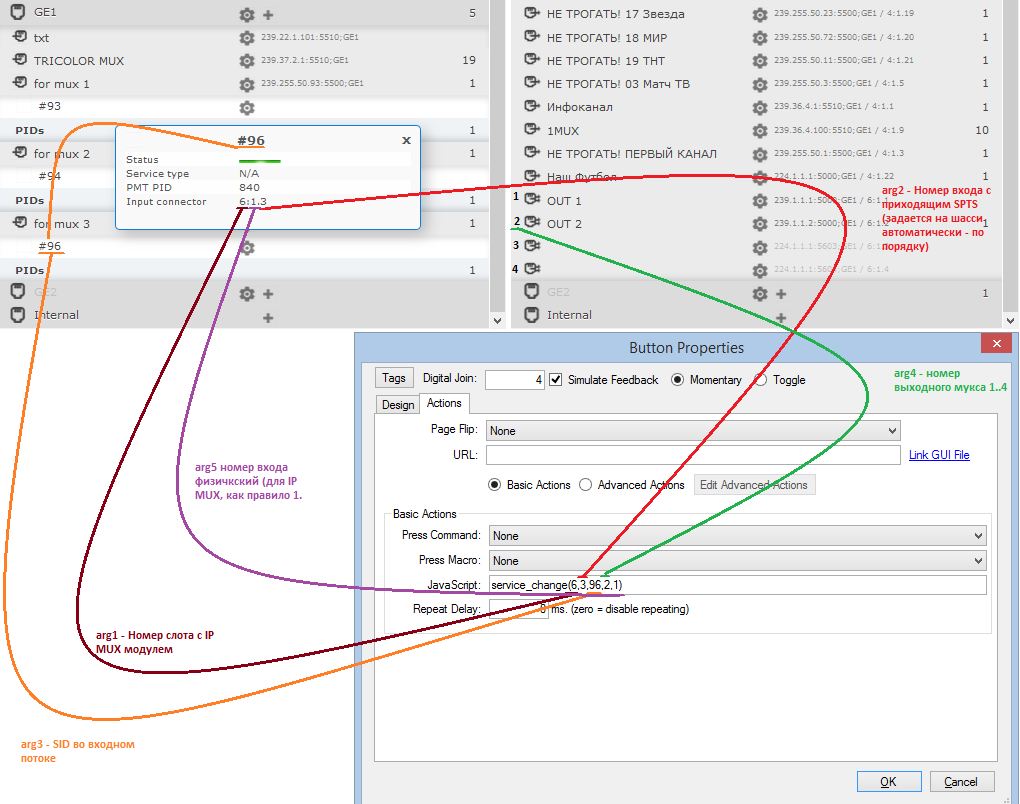 GE1 5
txt 239.22.1.101:5510;GE1
TRICOLOR MUX 239.37.2.1:5510;GE1 19
for mux 1 239.255.50.93:5500;GE1 1
#93
PIDs 1
for mux 2 1
#94
PIDs 1
for mux 3 1
#96
PIDs 1
GE2
Internal
#96 x
Status
Service type N/A
PMT PID 840
Input connector 6:1.3
НЕ ТРОГАТЬ! 17 Звезда 239.255.50.23:5500;GE1 / 4:1.19 1
НЕ ТРОГАТЬ! 18 МИР 239.255.50.72:5500;GE1 / 4:1.20 1
НЕ ТРОГАТЬ! 19 ТНТ 239.255.50.11:5500;GE1 / 4:1.21 1
НЕ ТРОГАТЬ! 03 Матч ТВ 239.255.50.3:5500;GE1 / 4:1.5 1
Инфоканал 239.36.4.1:5510;GE1 / 4:1.1 1
1MUX 239.36.4.100:5510;GE1 / 4:1.9 10
НЕ ТРОГАТЬ! ПЕРВЫЙ КАНАЛ 239.255.50.1:5500;GE1 / 4:1.3 1
Наш Футбол 224.1.1.1:5000;GE1 / 4:1.22 1
1 OUT 1 239.1.1.1:5000;GE1 / 6:1.1
2 OUT 2 239.1.1.2:5000;GE1 / 6:1.2 1
3 224.1.1.1:5603;GE1 / 6:1
4 224.1.1.1:560 ;GE1 / 6:1.4
GE2 1
Internal
arg2 - Номер входа с
приходящим SPTS
(задается на шасси
автоматически - по
порядку)
Button Properties
Tags Digital Join: 4 Simulate Feedback Momentary Toggle
arg4 - номер
выходного мукса 1..4
Design Actions
Page Flip: None
URL: Link GUI File
Basic Actions Advanced Actions Edit Advanced Actions
Basic Actions
Press Command: None
Press Macro: None
JavaScript: service_change(6,3,96,2,1)
Repeat Delay: 0 ms. (zero = disable repeating)
OK Cancel
arg5 номер входа
физичкский (для IP
MUX, как правило 1.
arg1 - Номер слота с IP
MUX модулем
arg3 - SID во входном
потоке